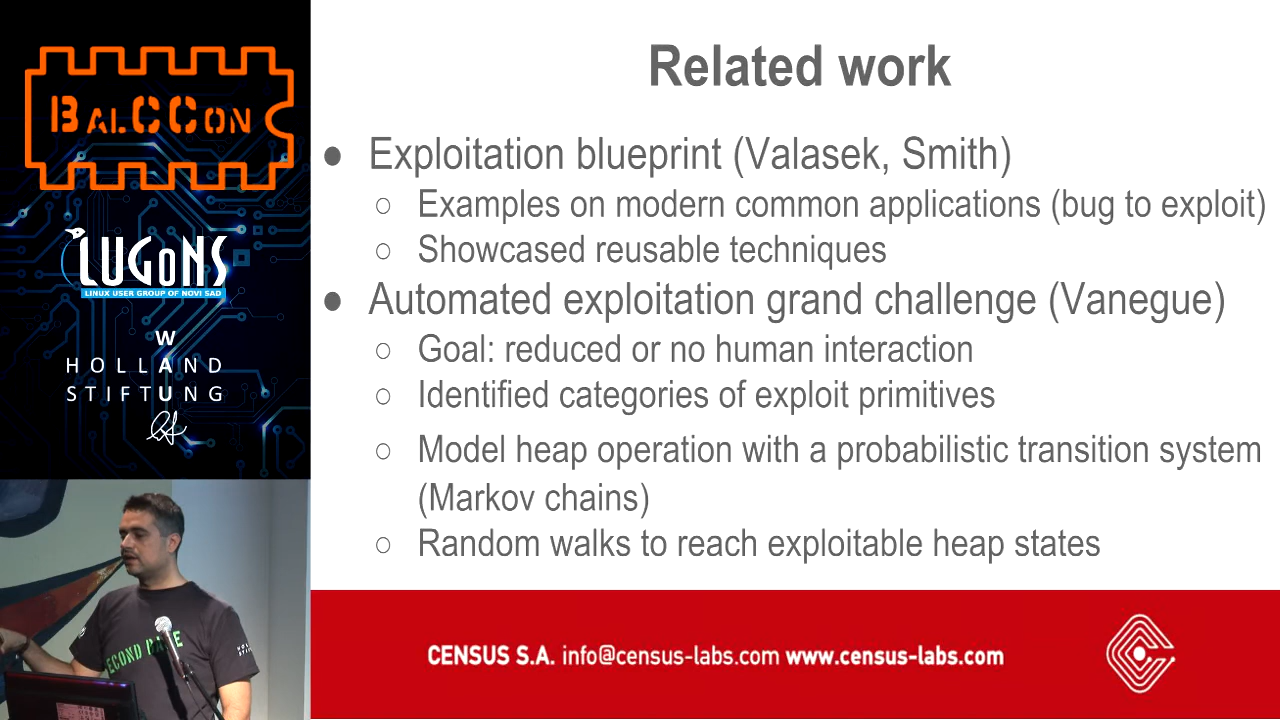 BALCCON
LUGoNS
LINUX USER GROUP OF NOVI SAD
W
HOLLAND
STIFTUNG
Related work
● Exploitation blueprint (Valasek, Smith)
○ Examples on modern common applications (bug to exploit)
○ Showcased reusable techniques
● Automated exploitation grand challenge (Vanegue)
○ Goal: reduced or no human interaction
○ Identified categories of exploit primitives
○ Model heap operation with a probabilistic transition system
(Markov chains)
○ Random walks to reach exploitable heap states
CENSUS S.A. info@census-labs.com www.census-labs.com